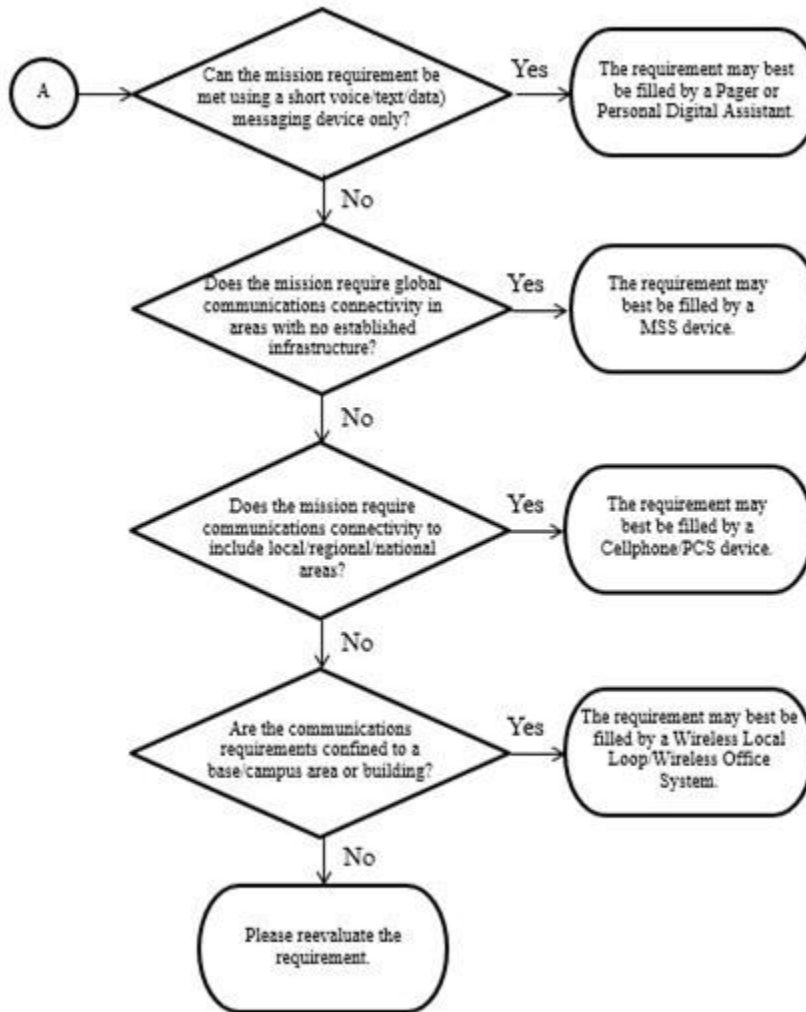 A
Can the mission requirement be
met using a short voice/text/data)
messaging device only?
Yes
The requirement may best
be filled by a Pager or
Personal Digital Assistant.
No
Does the mission require global
communications connectivity in
areas with no established
infrastructure?
Yes
The requirement may
best be filled by a
MSS device.
No
Does the mission require
communications connectivity to
include local/regional/national
areas?
Yes
The requirement may
best be filled by a
Cellphone/PCS device.
No
Are the communications
requirements confined to a
base/campus area or building?
Yes
The requirement may best be
filled by a Wireless Local
Loop/Wireless Office
System.
No
Please reevaluate the
requirement.